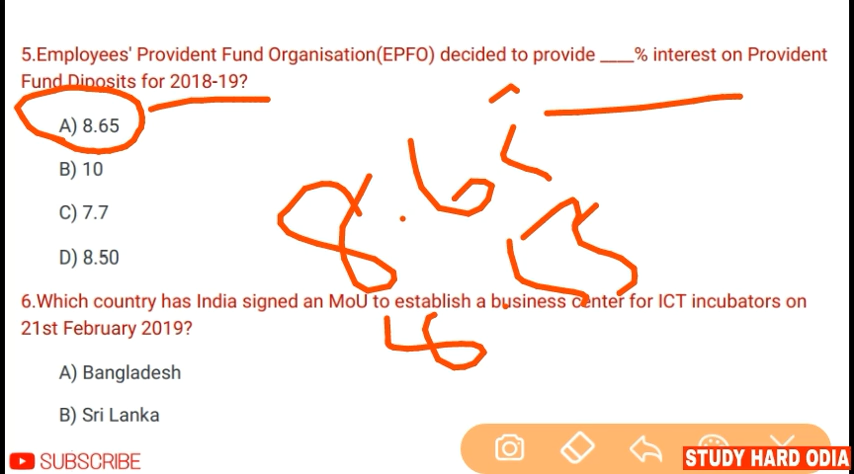 5.Employees' Provident Fund Organisation(EPFO) decided to provide ____% interest on Provident
Fund Diposits for 2018-19?
A) 8.65
B) 10
C) 7.7
D) 8.50
8.65
6.Which country has India signed an MoU to establish a business center for ICT incubators on
21st February 2019?
A) Bangladesh
B) Sri Lanka
SUBSCRIBE
STUDY HARD ODIA